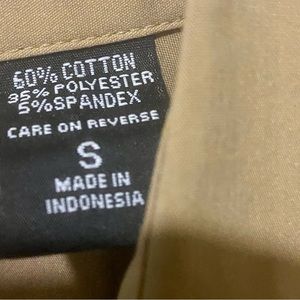 60% COTTON
35% POLYESTER
5% SPANDEX
CARE ON REVERSE
S
MADE IN
INDONESIA